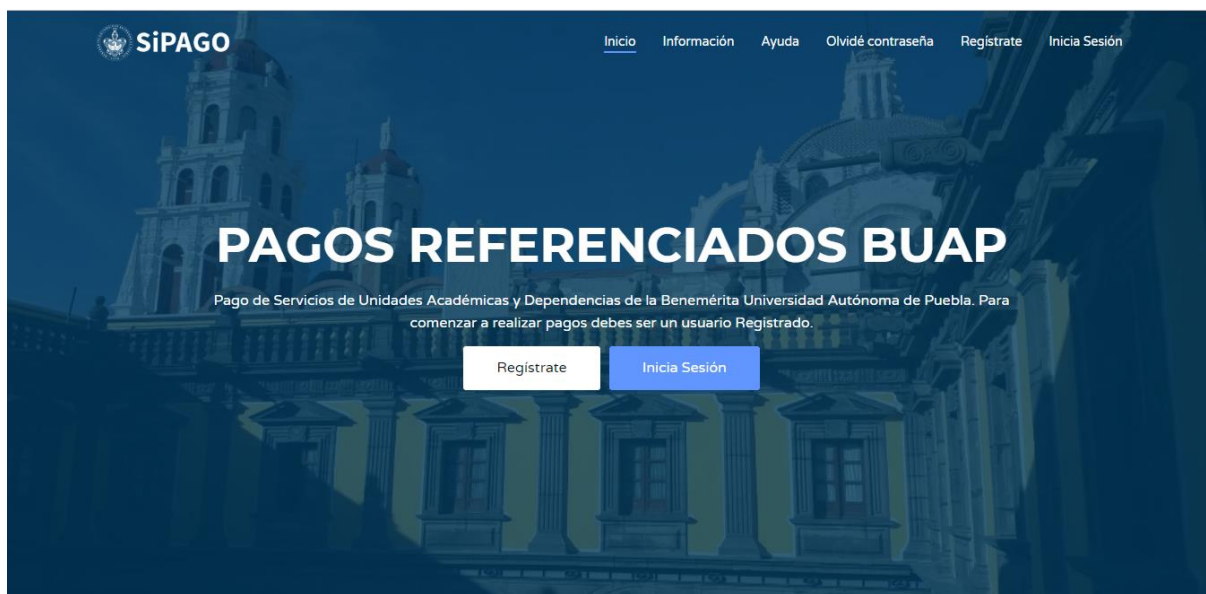 SiPAGO
Inicio Información Ayuda Olvidé contraseña Regístrate Inicia Sesión
PAGOS REFERENCIADOS BUAP
Pago de Servicios de Unidades Académicas y Dependencias de la Benemérita Universidad Autónoma de Puebla. Para
comenzar a realizar pagos debes ser un usuario Registrado.
Regístrate Inicia Sesión